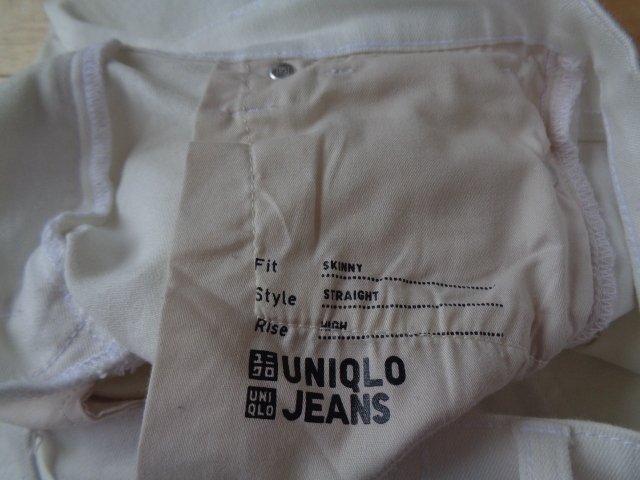 Fit SKINNY
Style STRAIGHT
Rise HIGH
ユニ
クロ
UNIQLO
UNI
QLO
JEANS